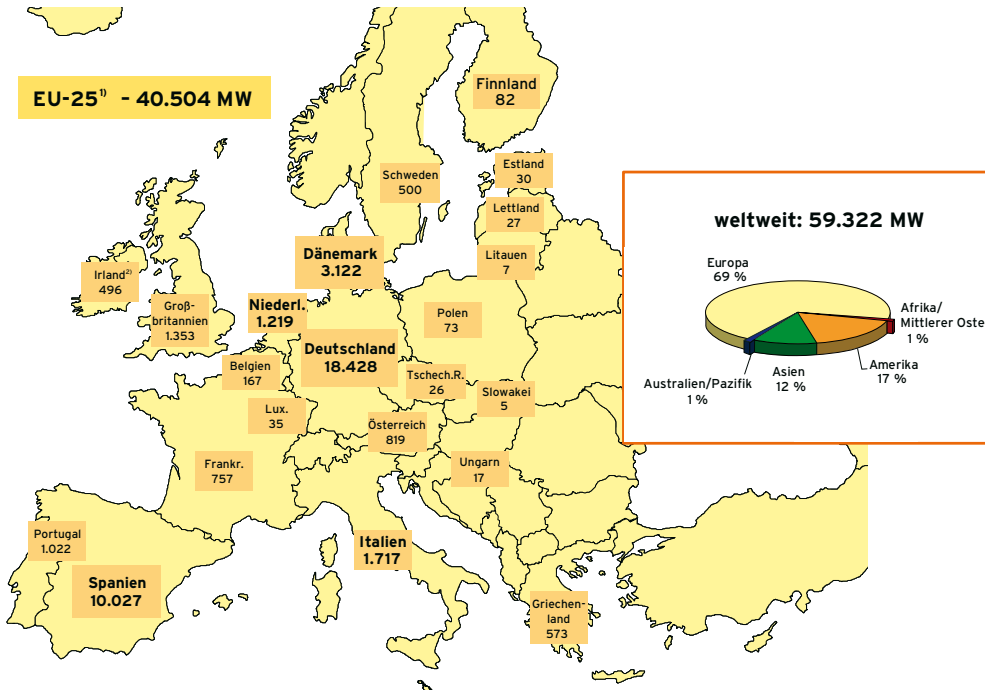 EU-25¹⁾ - 40.504 MW
Finnland
82
Schweden
500
Estland
30
Lettland
27
Litauen
7
Dänemark
3.122
Irland²⁾
496
Groß-
britannien
1.353
Niederl.
1.219
Polen
73
Deutschland
18.428
Belgien
167
Tschech.R.
26
Slowakei
5
Lux.
35
Österreich
819
Frankr.
757
Ungarn
17
Portugal
1.022
Spanien
10.027
Italien
1.717
Griechen-
land
573
weltweit: 59.322 MW
Europa
69 %
Afrika/
Mittlerer Oste
1 %
Amerika
17 %
Asien
12 %
Australien/Pazifik
1 %